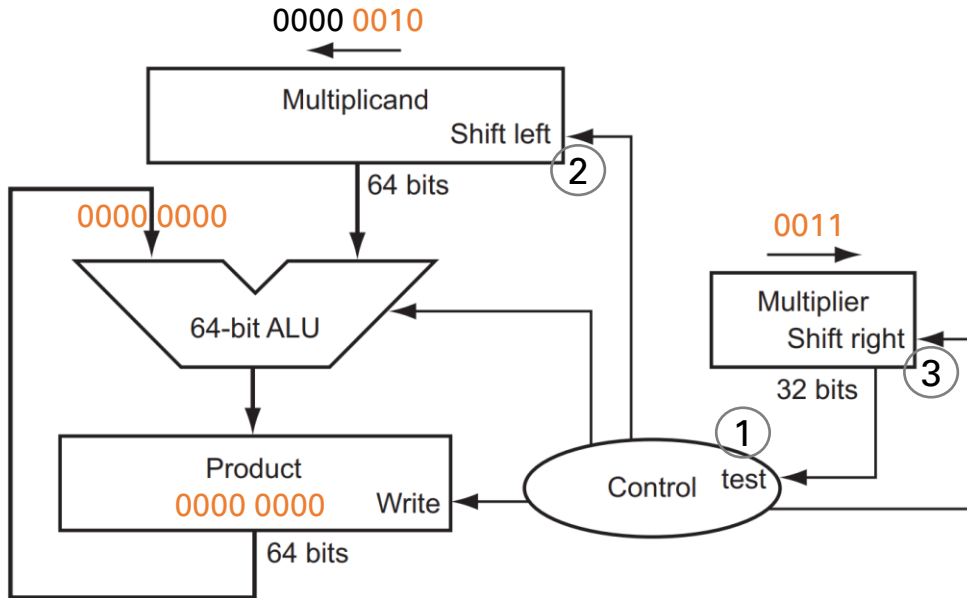 0000 0010
Multiplicand
Shift left
2
64 bits
0000 0000
0011
Multiplier
Shift right
3
32 bits
64-bit ALU
1
Control
test
Product
0000 0000
Write
64 bits